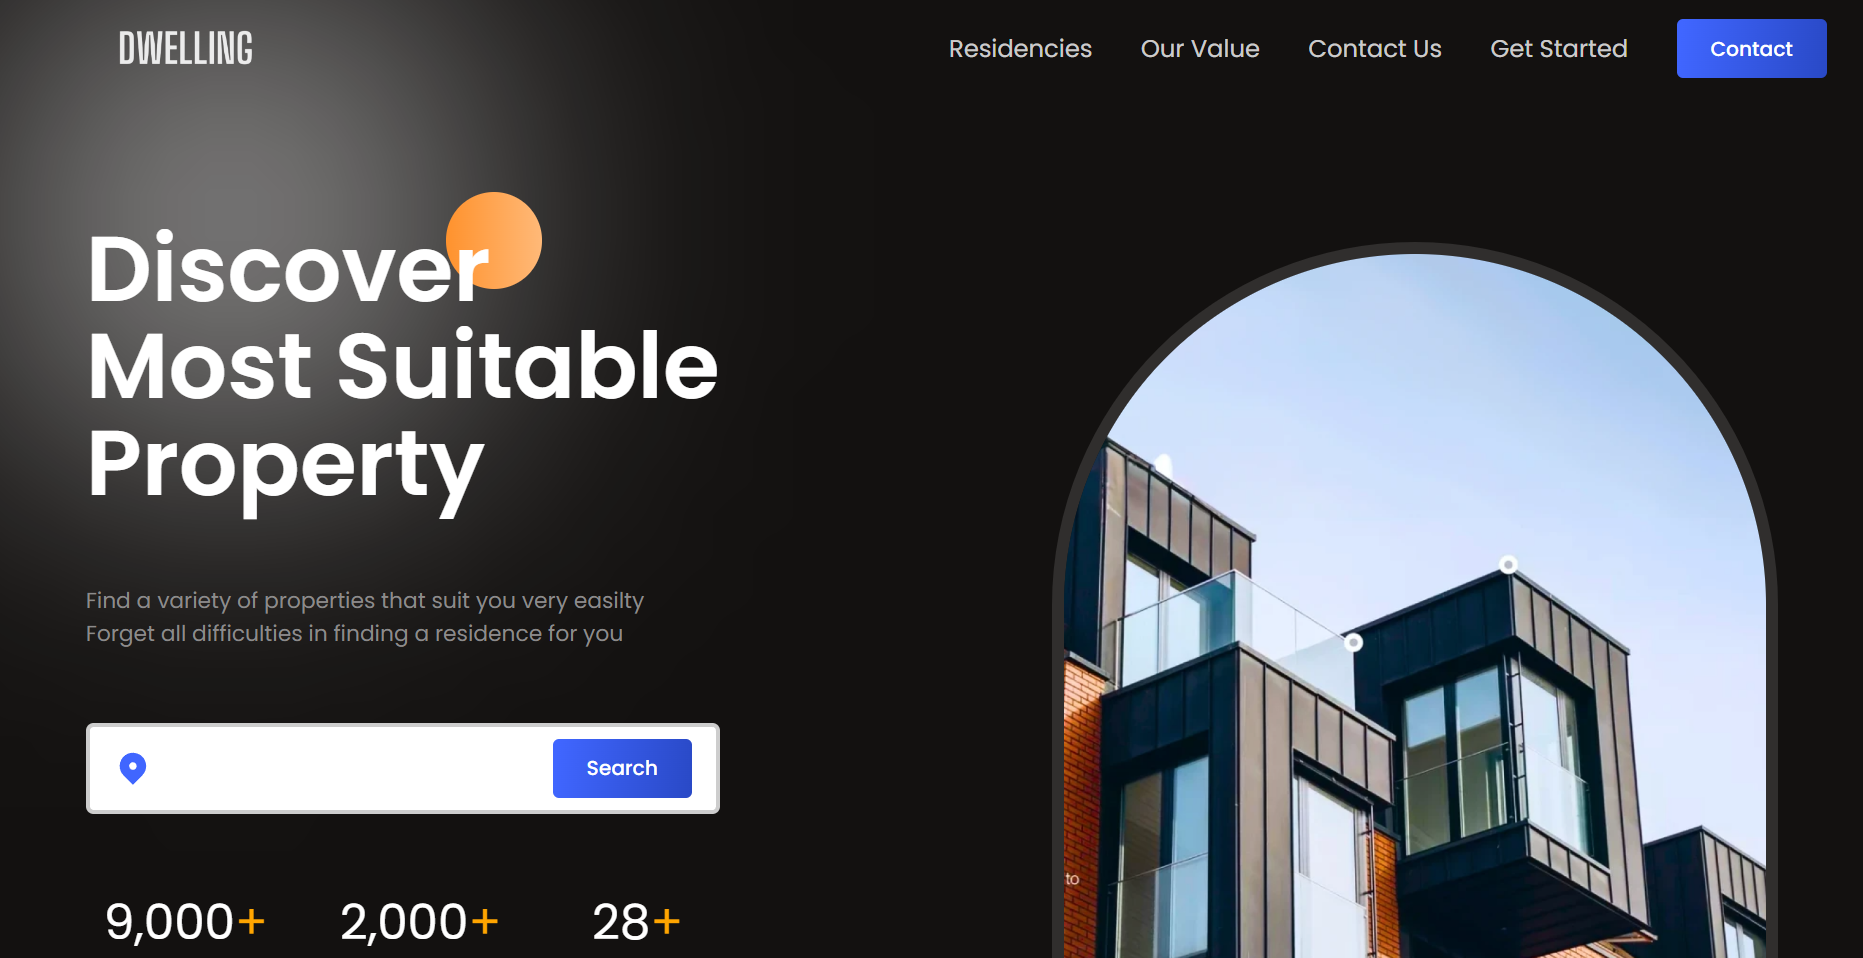 DWELLING
Residencies
Our Value
Contact Us
Get Started
Contact
Discover
Most Suitable
Property
Find a variety of properties that suit you very easilty
Forget all difficulties in finding a residence for you
Search
9,000+
2,000+
28+
to